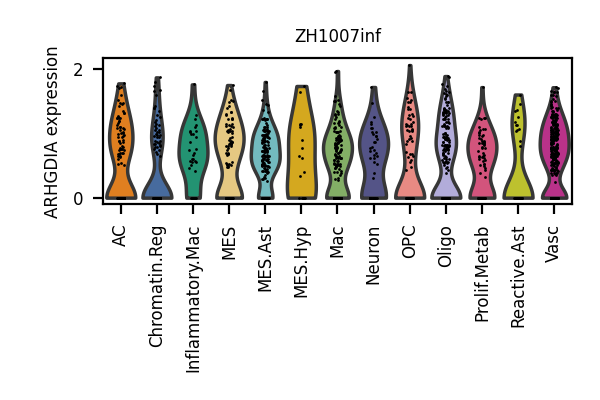 ZH1007inf
ARHGDIA expression
2
0
AC
Chromatin.Reg
Inflammatory.Mac
MES
MES.Ast
MES.Hyp
Mac
Neuron
OPC
Oligo
Prolif.Metab
Reactive.Ast
Vasc